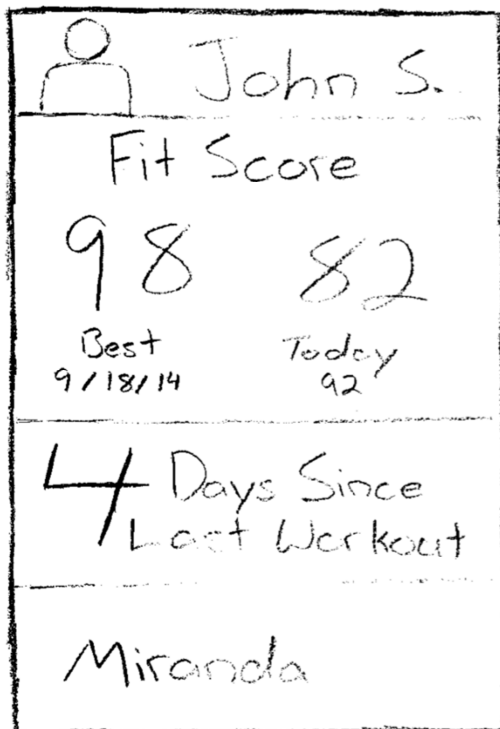 John S.
Fit Score
98 82
Best Today
9/18/14 92
4 Days Since
Last Workout
Miranda